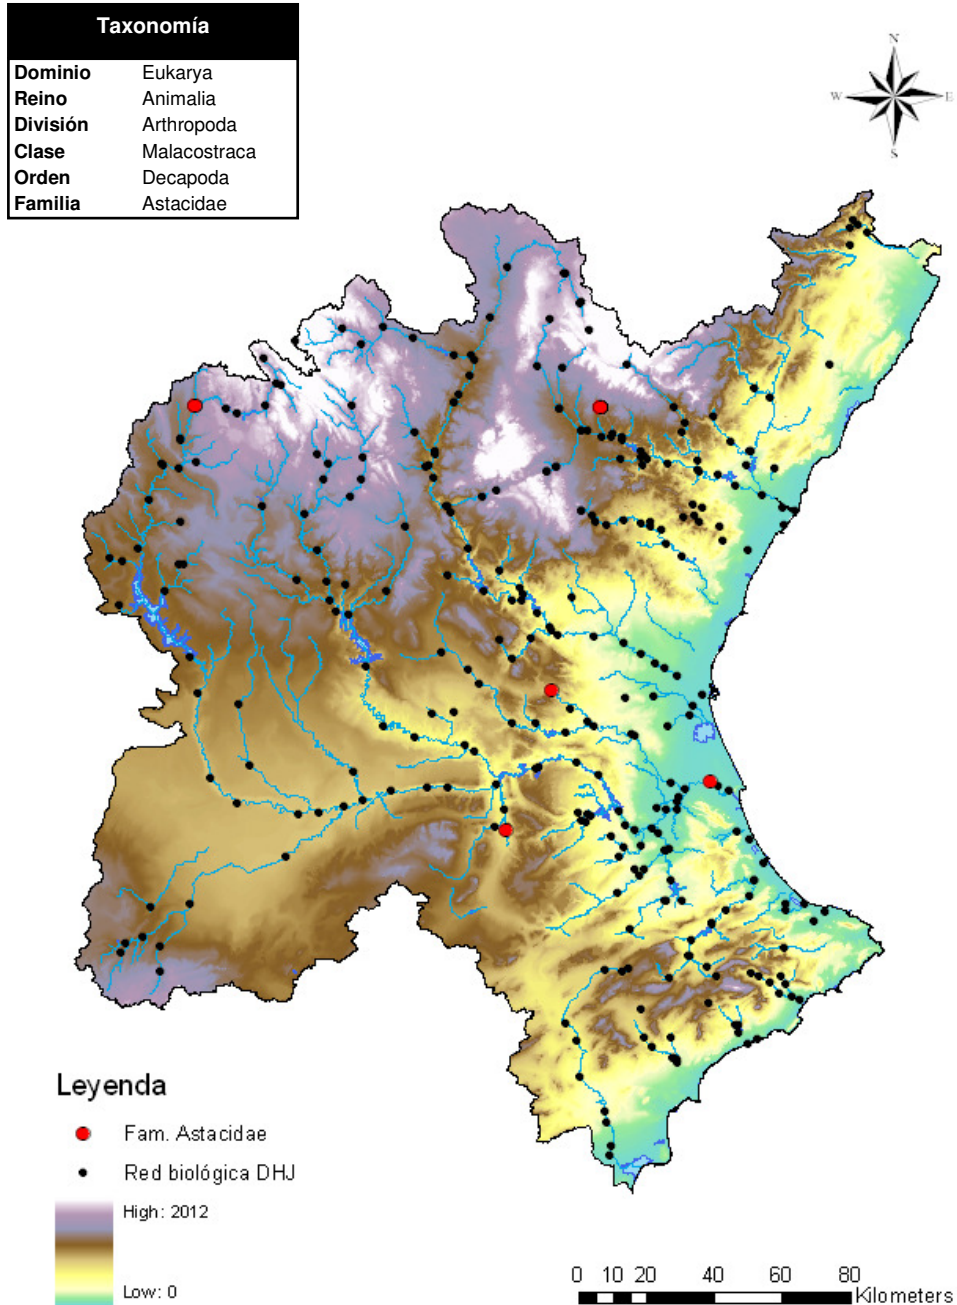 Taxonomía
Dominio Eukarya
Reino Animalia
División Arthropoda
Clase Malacostraca
Orden Decapoda
Familia Astacidae
N
W E
S
Leyenda
Fam. Astacidae
Red biológica DHJ
High: 2012
Low: 0
0 10 20 40 60 80
Kilometers